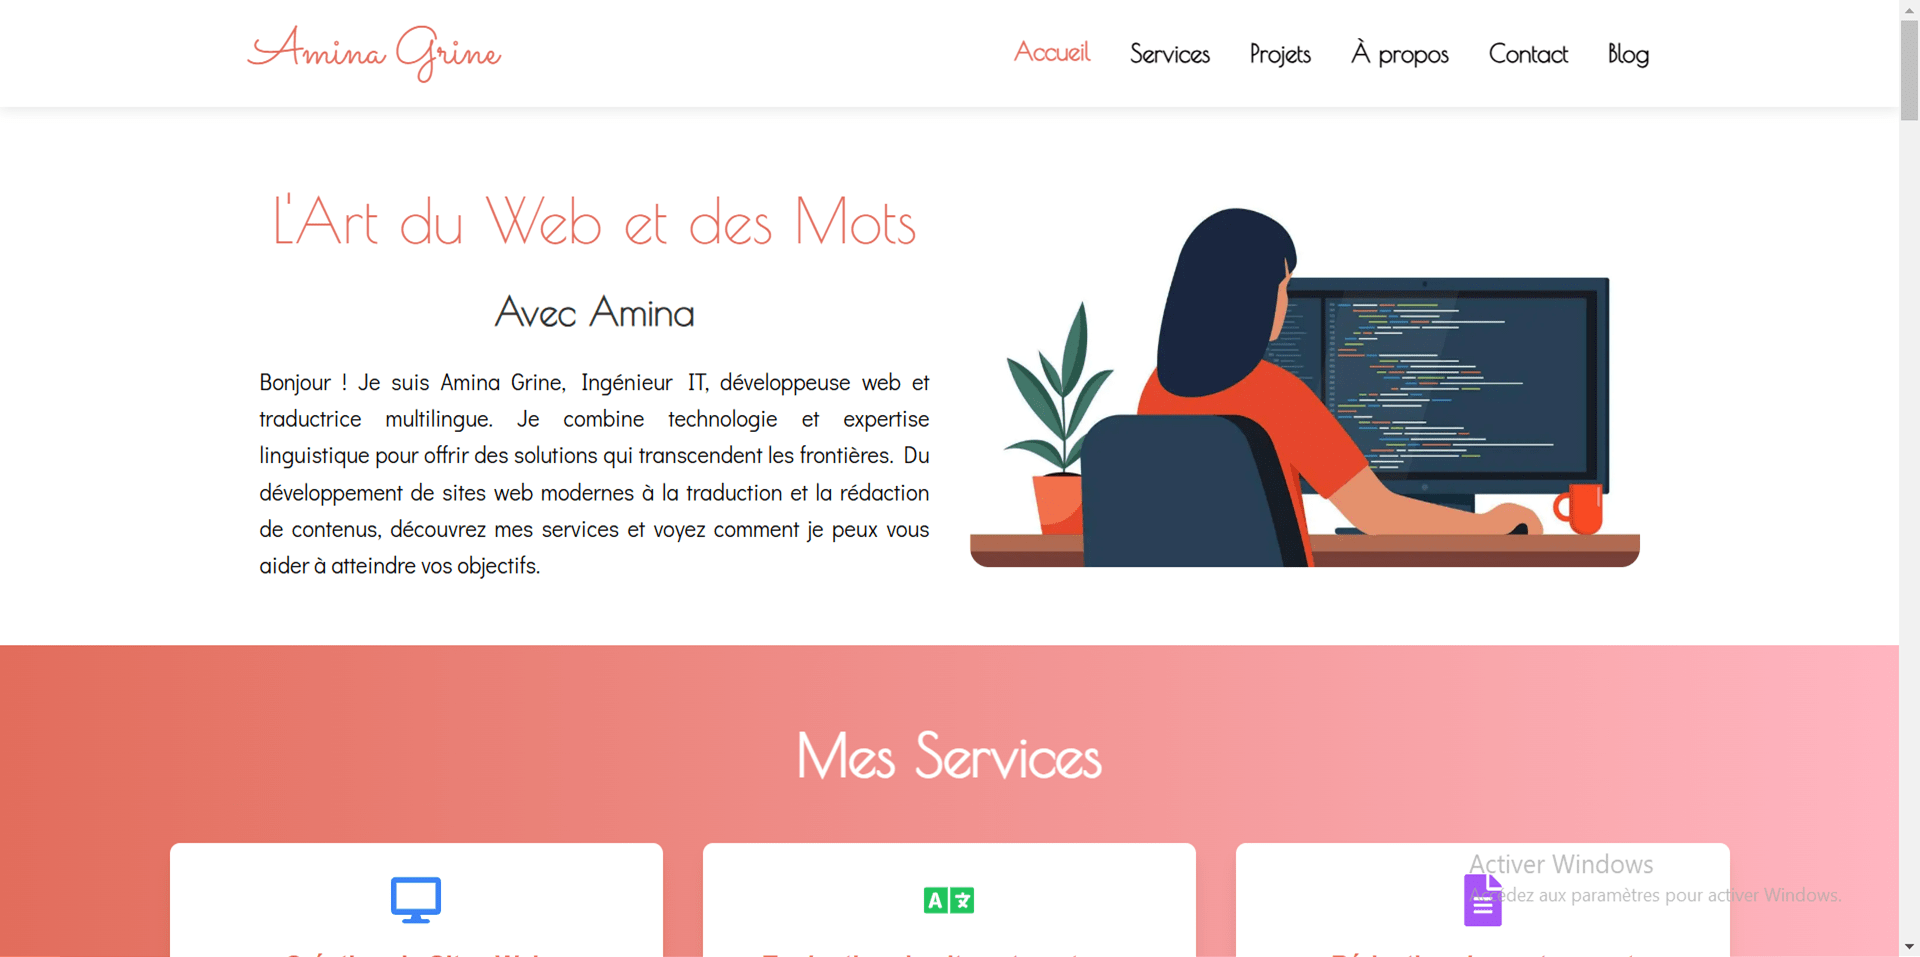 Amina Grine
Accueil Services Projets À propos Contact Blog
L'Art du Web et des Mots
Avec Amina
Bonjour ! Je suis Amina Grine, Ingénieur IT, développeuse web et
traductrice multilingue. Je combine technologie et expertise
linguistique pour offrir des solutions qui transcendent les frontières. Du
développement de sites web modernes à la traduction et la rédaction
de contenus, découvrez mes services et voyez comment je peux vous
aider à atteindre vos objectifs.
Mes Services
A
Activer Windows
Accédez aux paramètres pour activer Windows.